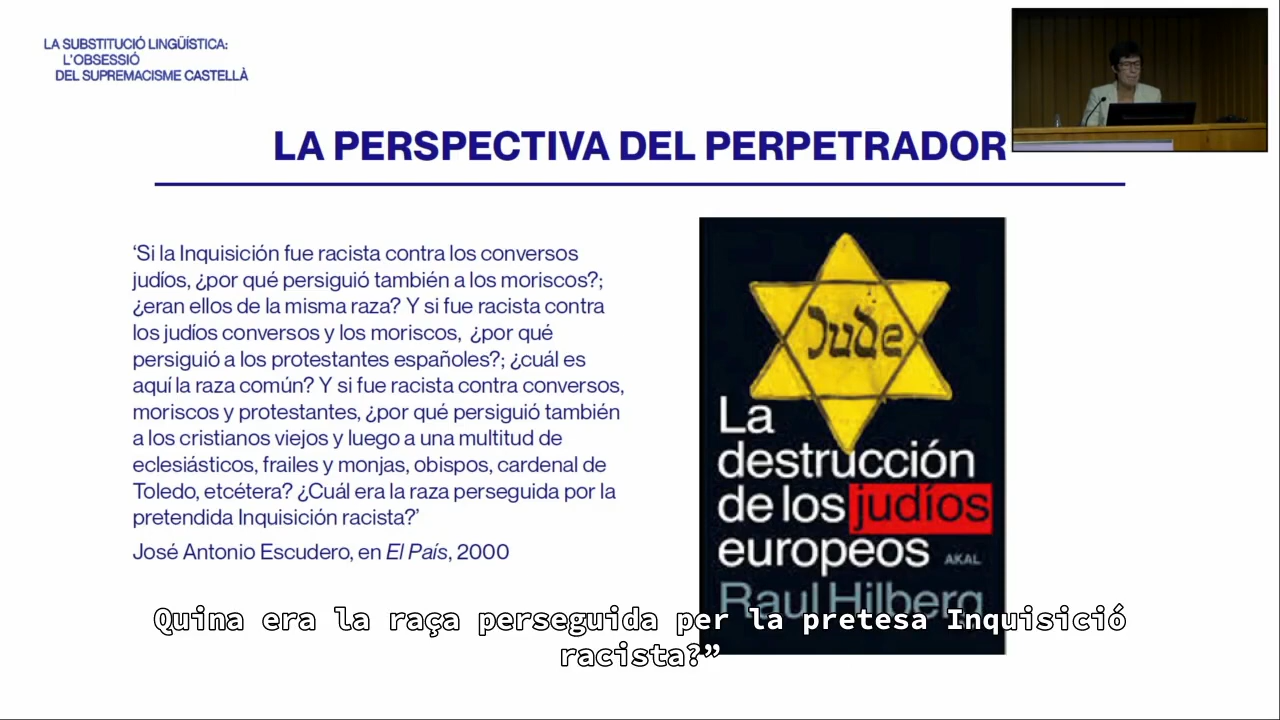 LA SUBSTITUCIÓ LINGÜÍSTICA:
L'OBSESSIÓ
DEL SUPREMACISME CASTELLÀ
LA PERSPECTIVA DEL PERPETRADOR
‘Si la Inquisición fue racista contra los conversos
judíos, ¿por qué persiguió también a los moriscos?;
¿eran ellos de la misma raza? Y si fue racista contra
los judíos conversos y los moriscos, ¿por qué
persiguió a los protestantes españoles?; ¿cuál es
aquí la raza común? Y si fue racista contra conversos,
moriscos y protestantes, ¿por qué persiguió también
a los cristianos viejos y luego a una multitud de
eclesiásticos, frailes y monjas, obispos, cardenal de
Toledo, etcétera? ¿Cuál era la raza perseguida por la
pretendida Inquisición racista?’
José Antonio Escudero, en El País, 2000
Jude
La
destrucción
de los judíos
europeos AKAL
Raul Hilberg
Quina era la raça perseguida per la pretesa Inquisició
racista?”